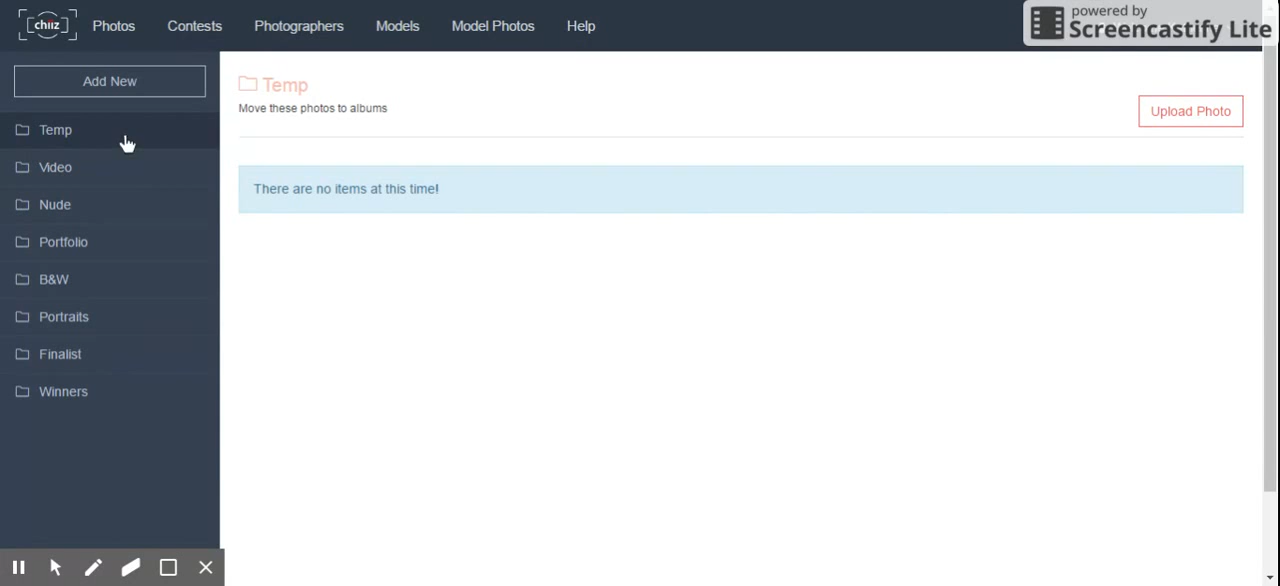 chiiz Photos Contests Photographers Models Model Photos Help
powered by
Screencastify Lite
Add New
Temp
Video
Nude
Portfolio
B&W
Portraits
Finalist
Winners
Temp
Move these photos to albums
Upload Photo
There are no items at this time!